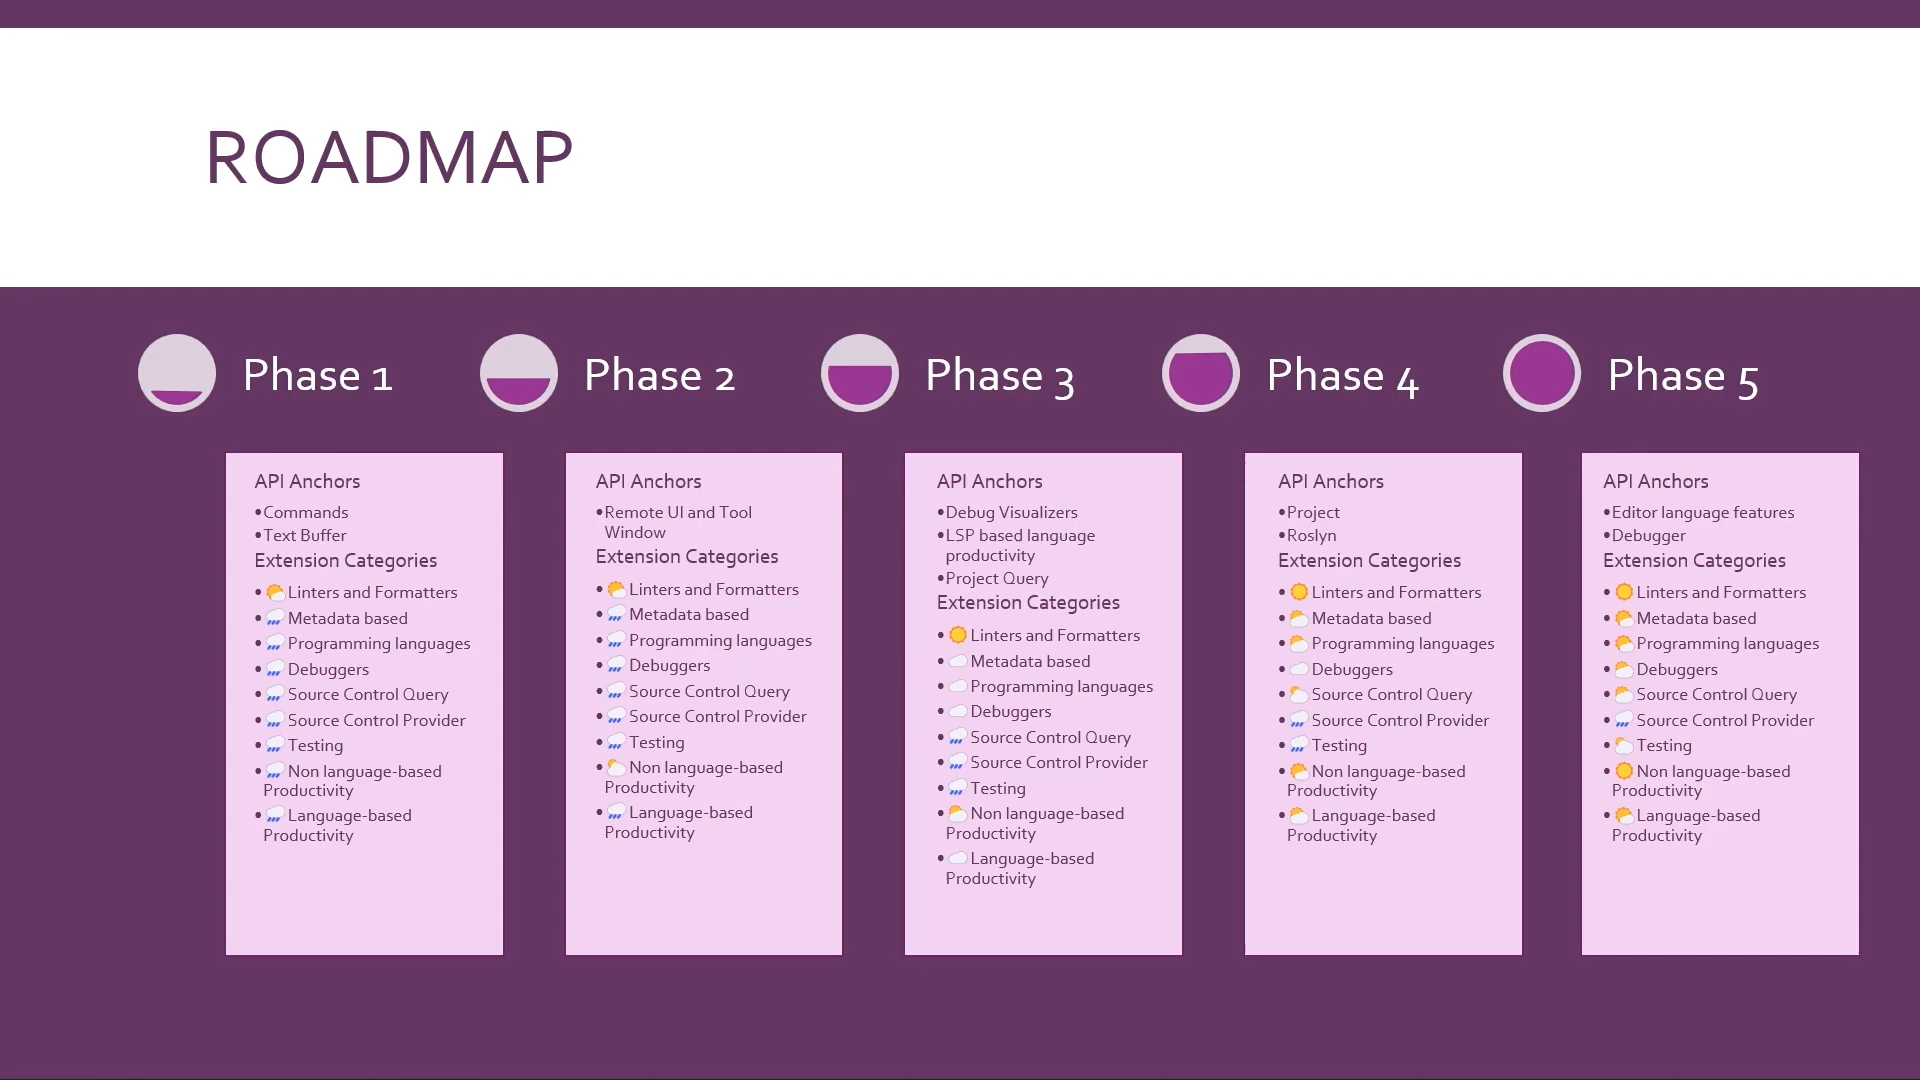 ROADMAP
Phase 1
Phase 2
Phase 3
Phase 4
Phase 5
API Anchors
•Commands
•Text Buffer
Extension Categories
•🌤️Linters and Formatters
•🌧️Metadata based
•🌧️Programming languages
•🌧️Debuggers
•🌧️Source Control Query
•🌧️Source Control Provider
•🌧️Testing
•🌧️Non language-based
Productivity
•🌧️Language-based
Productivity
API Anchors
•Remote UI and Tool
Window
Extension Categories
•🌤️Linters and Formatters
•🌧️Metadata based
•🌧️Programming languages
•🌧️Debuggers
•🌧️Source Control Query
•🌧️Source Control Provider
•🌧️Testing
•🌥️Non language-based
Productivity
•🌧️Language-based
Productivity
API Anchors
•Debug Visualizers
•LSP based language
productivity
•Project Query
Extension Categories
•☀️Linters and Formatters
•☁️Metadata based
•☁️Programming languages
•☁️Debuggers
•🌧️Source Control Query
•🌧️Source Control Provider
•🌧️Testing
•🌥️Non language-based
Productivity
•☁️Language-based
Productivity
API Anchors
•Project
•Roslyn
Extension Categories
•☀️Linters and Formatters
•🌥️Metadata based
•🌥️Programming languages
•☁️Debuggers
•🌥️Source Control Query
•🌧️Source Control Provider
•🌧️Testing
•🌤️Non language-based
Productivity
•🌥️Language-based
Productivity
API Anchors
•Editor language features
•Debugger
Extension Categories
•☀️Linters and Formatters
•🌤️Metadata based
•🌤️Programming languages
•🌥️Debuggers
•🌥️Source Control Query
•🌧️Source Control Provider
•🌥️Testing
•☀️Non language-based
Productivity
•🌤️Language-based
Productivity